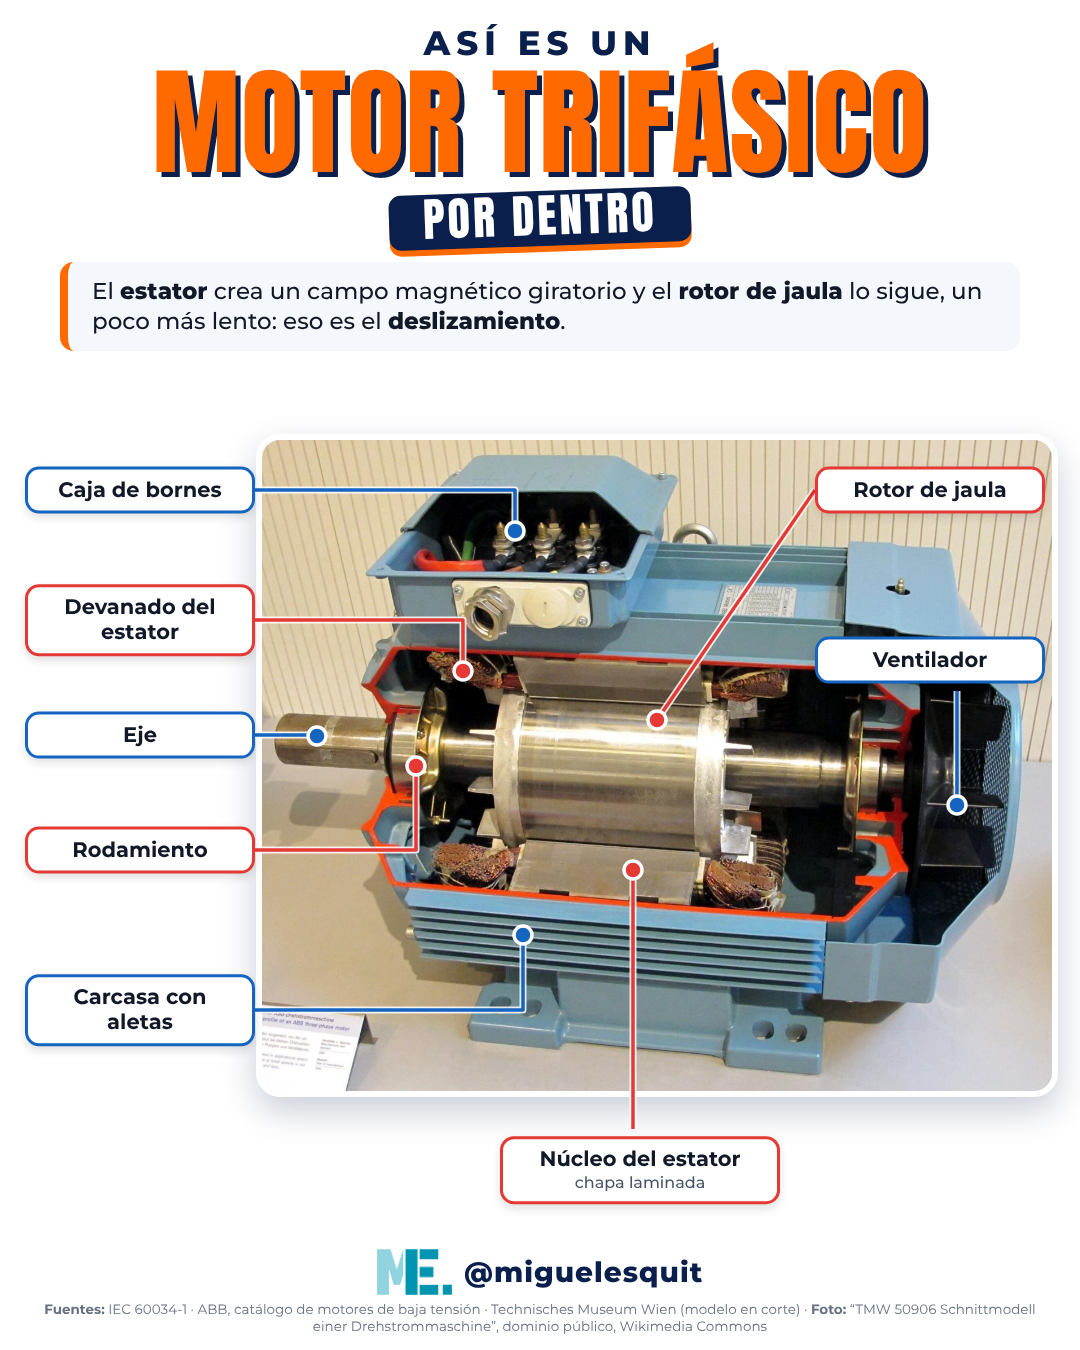 ASÍ ES UN
MOTOR TRIFÁSICO
POR DENTRO
El estator crea un campo magnético giratorio y el rotor de jaula lo sigue, un
poco más lento: eso es el deslizamiento.
Caja de bornes
Rotor de jaula
Devanado del
estator
Ventilador
Eje
Rodamiento
Carcasa con
aletas
Núcleo del estator
chapa laminada
ME.
@miguelesquit
Fuentes: IEC 60034-1 · ABB, catálogo de motores de baja tensión · Technisches Museum Wien (modelo en corte) · Foto: “TMW 50906 Schnittmodell
einer Drehstrommaschine”, dominio público, Wikimedia Commons